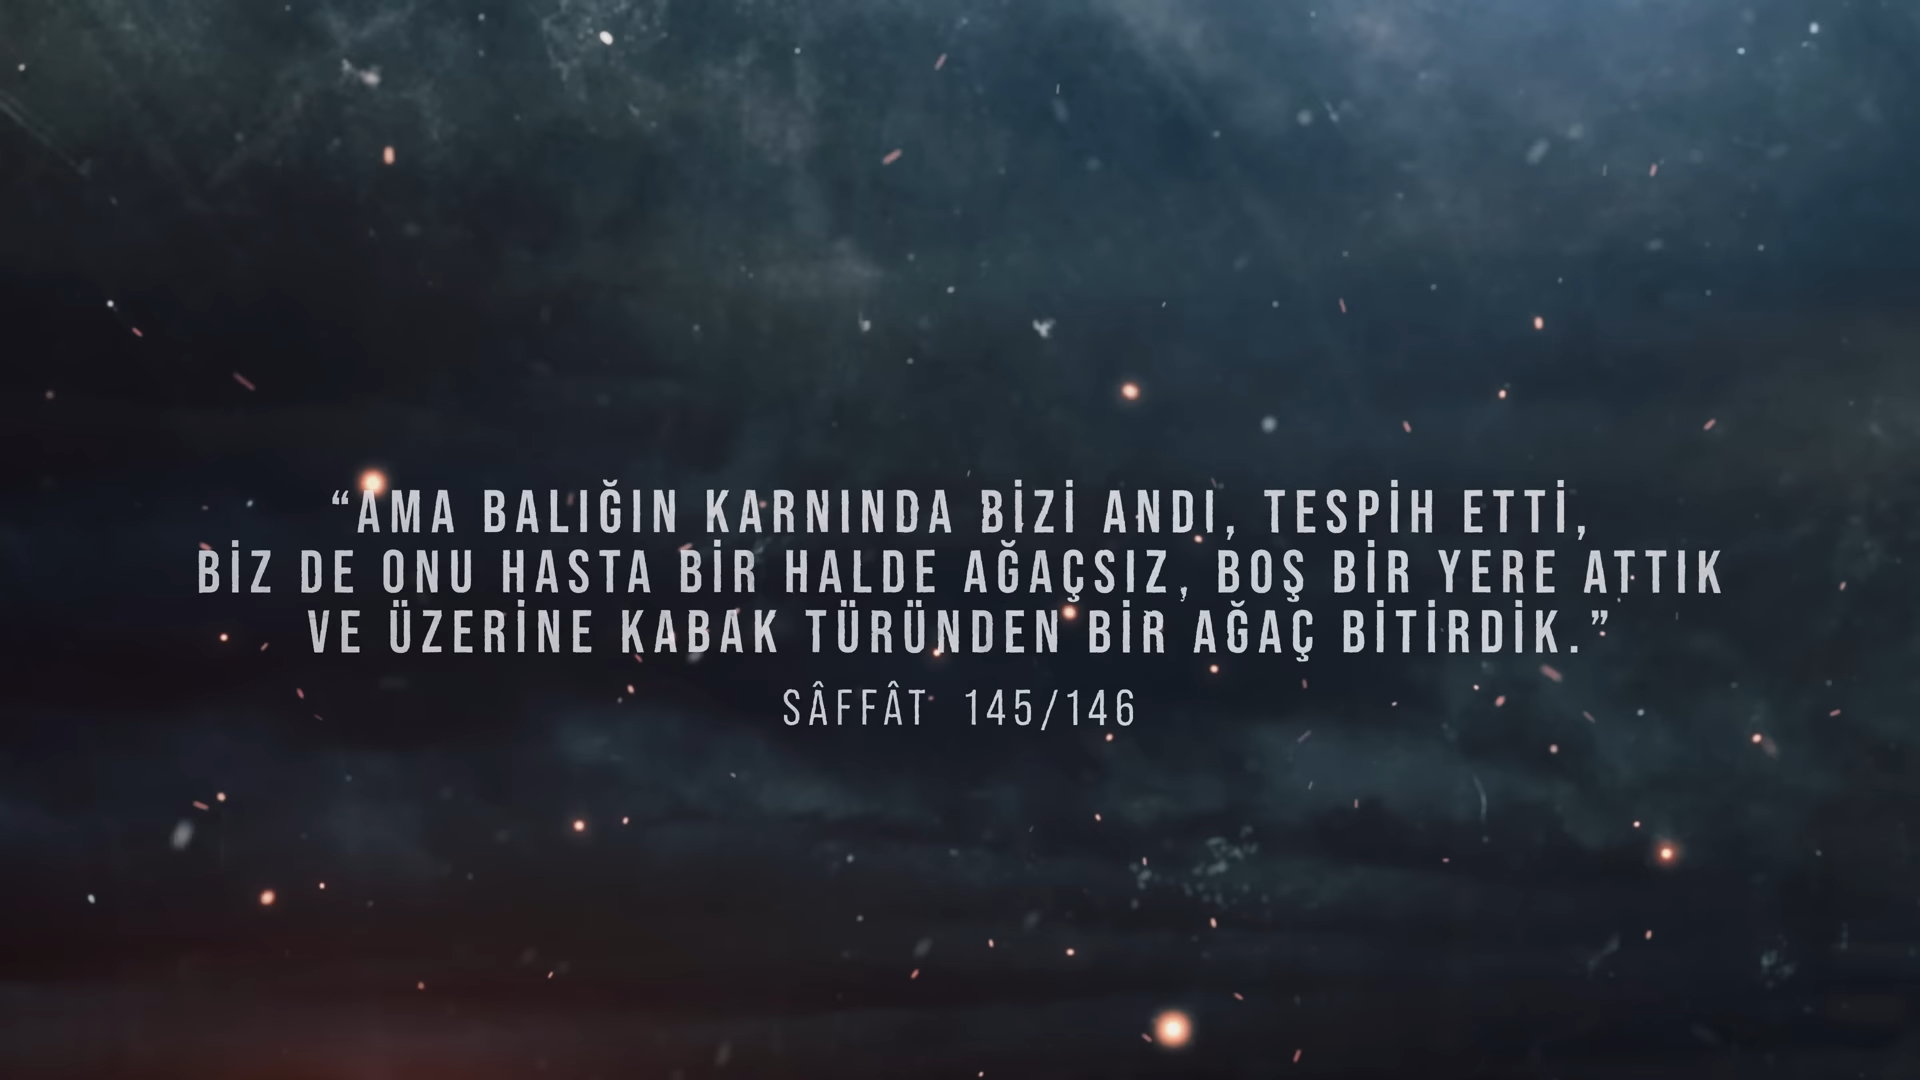 “AMA BALIĞIN KARNINDA BİZİ ANDI, TESPİH ETTİ,
BİZ DE ONU HASTA BİR HALDE AĞAÇSIZ, BOŞ BİR YERE ATTIK
VE ÜZERİNE KABAK TÜRÜNDEN BİR AĞAÇ BİTİRDİK.”
SÂFFÂT 145/146